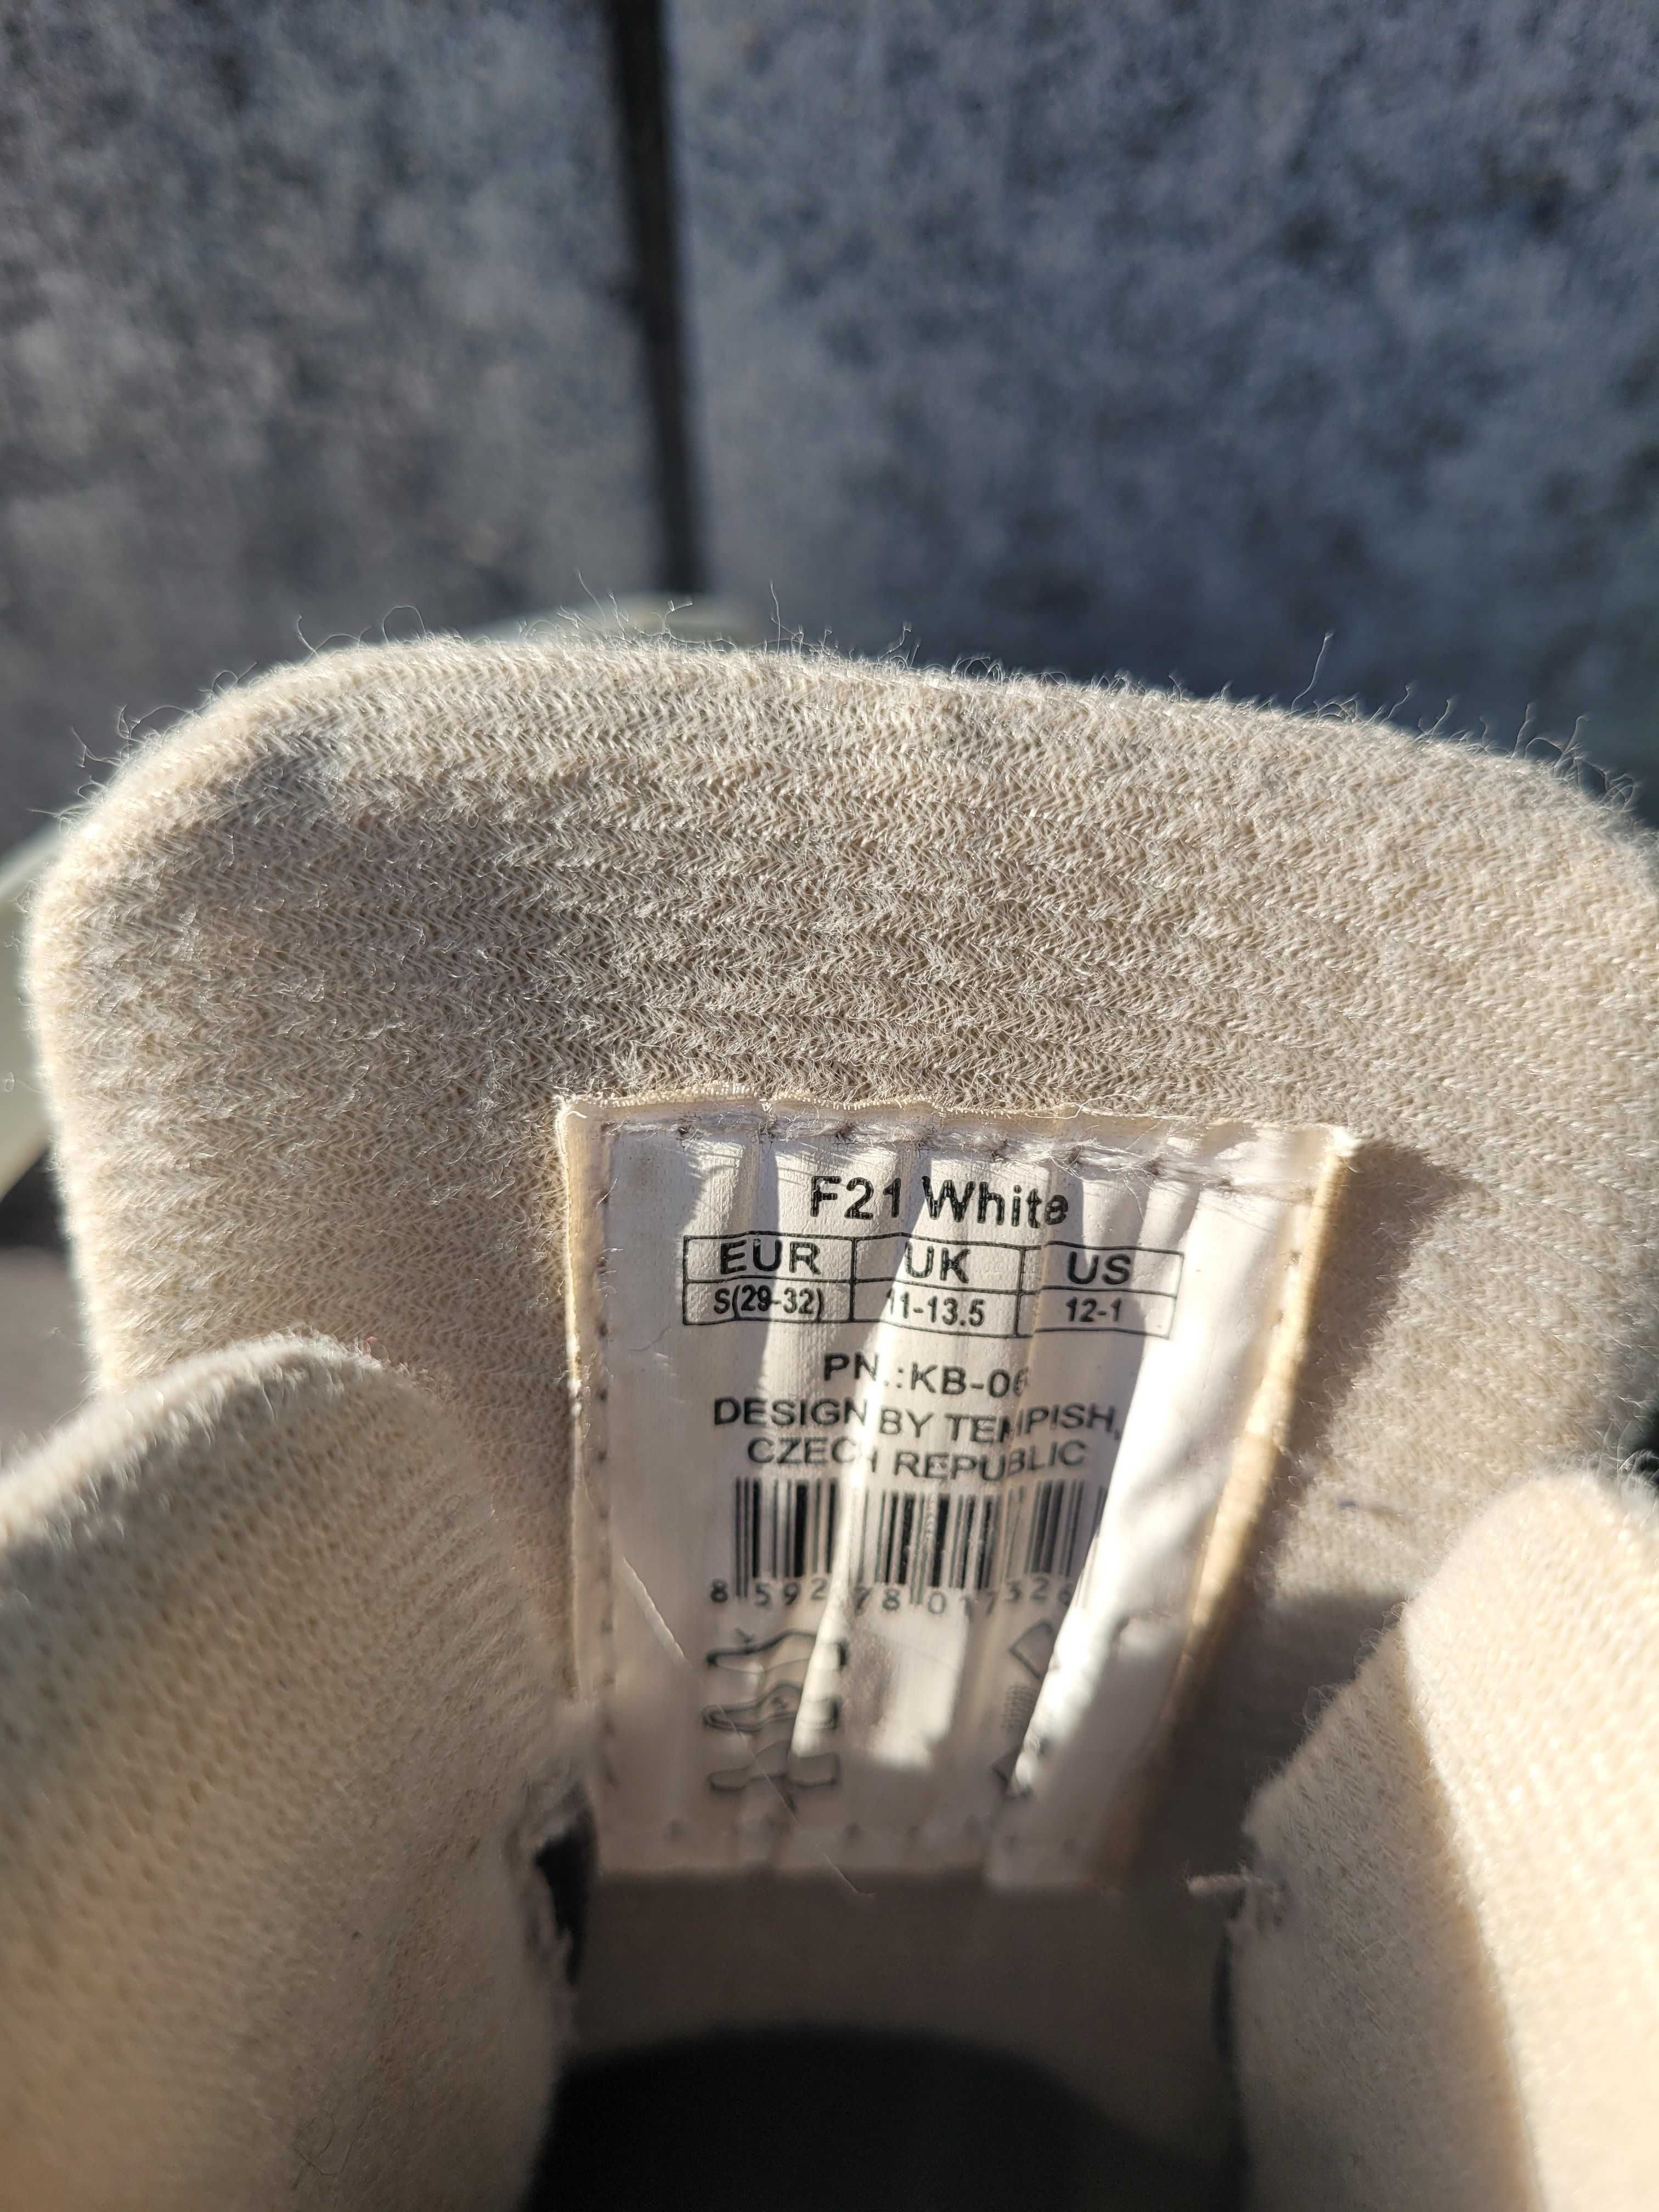 F21 White
EUR UK US
S(29-32) 11-13.5 12-1
PN.:KB-06
DESIGN BY TEMPISH,
CZECH REPUBLIC